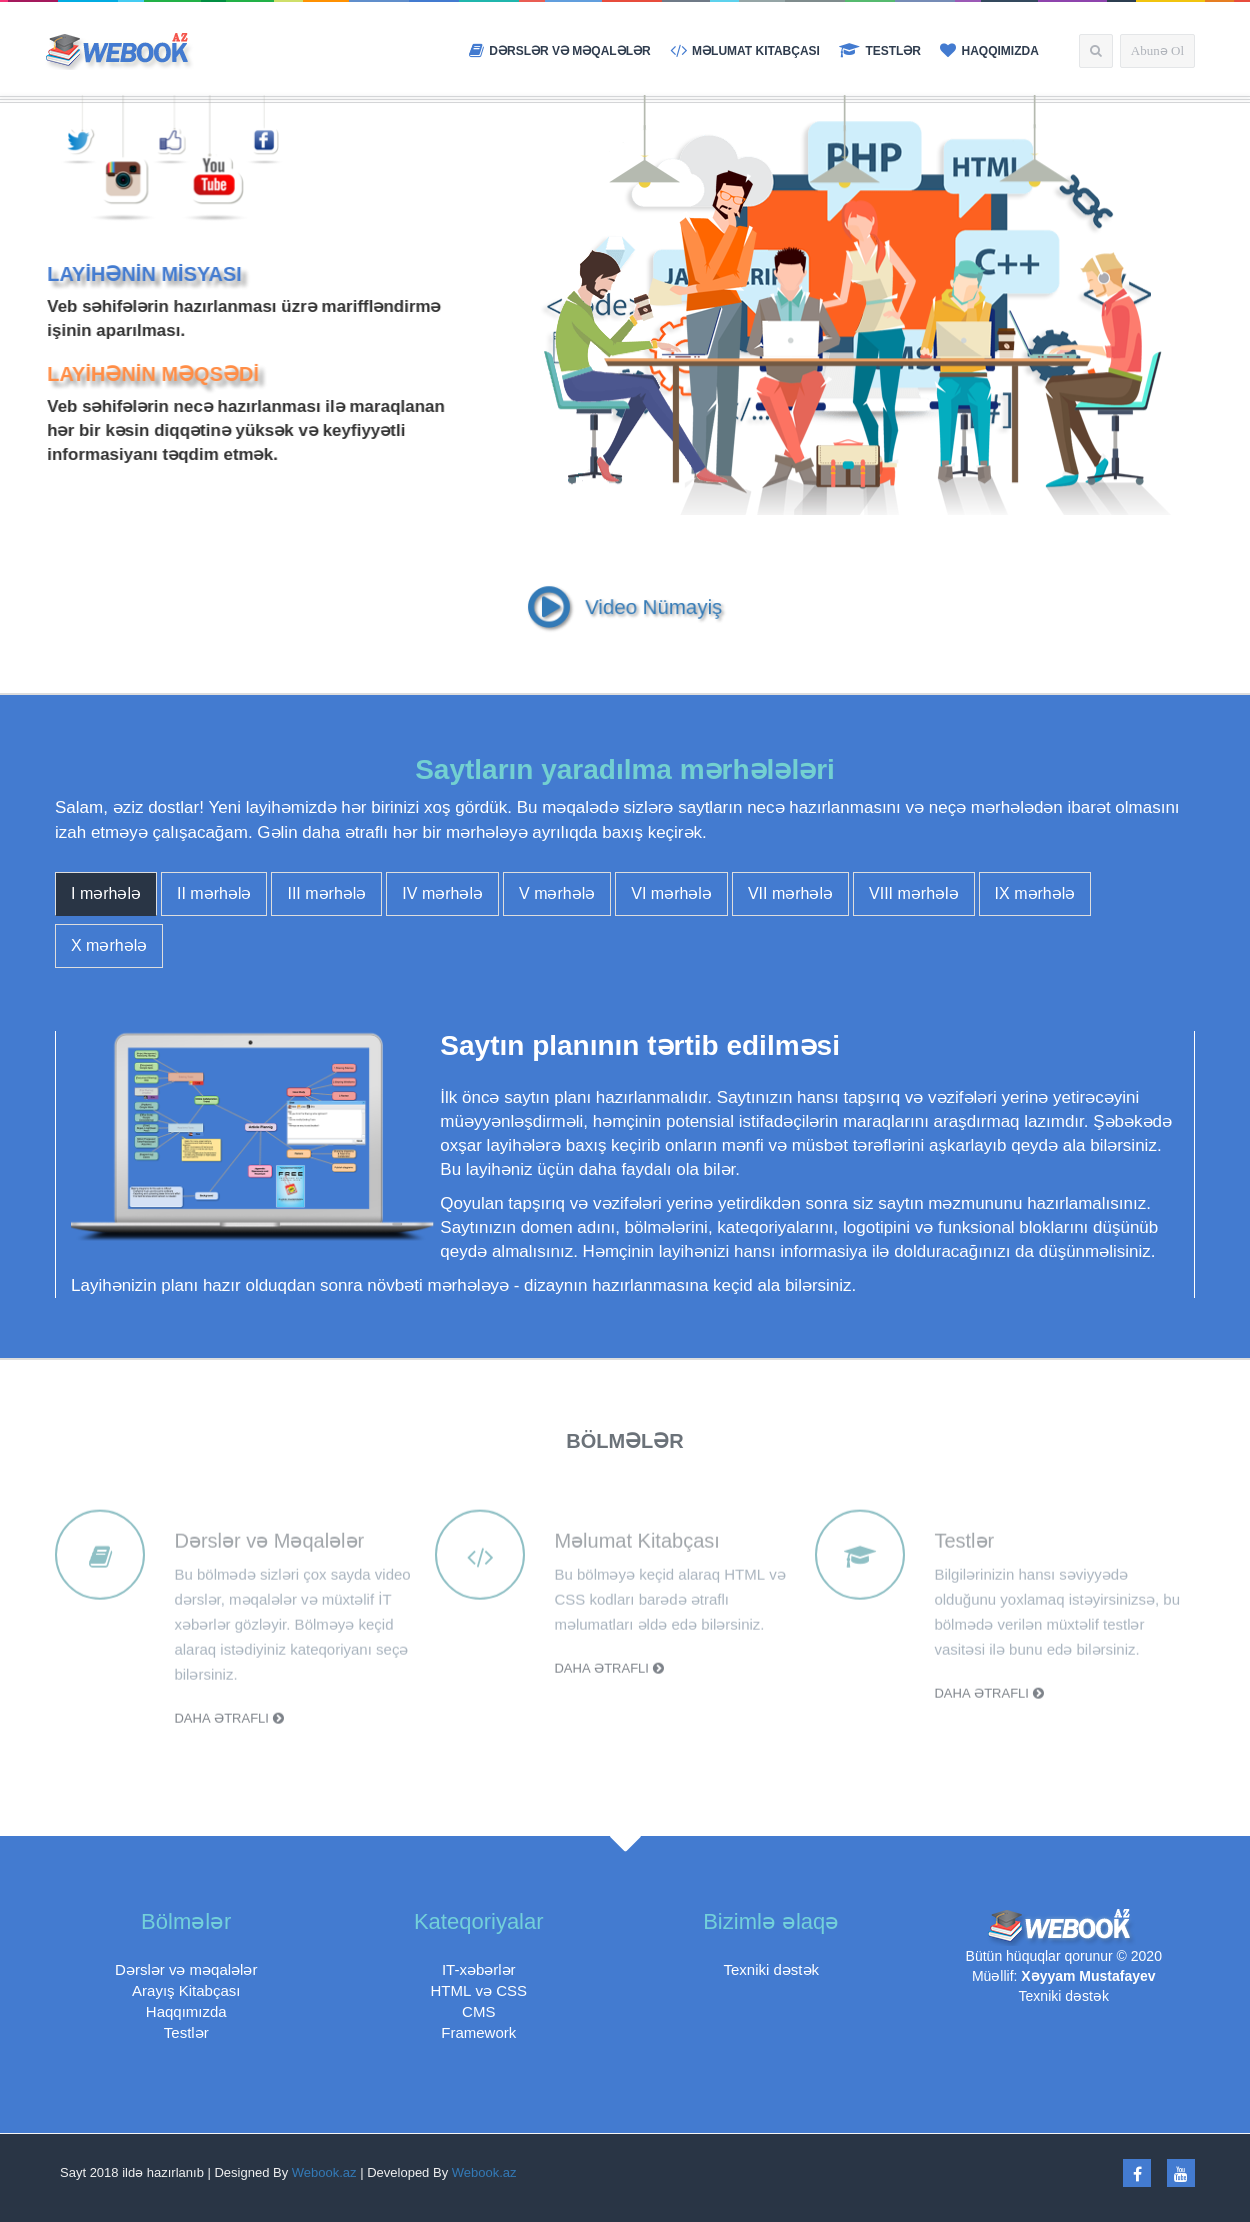 WEBOOK AZ
DƏRSLƏR VƏ MƏQALƏLƏR
MƏLUMAT KITABÇASI
TESTLƏR
HAQQIMIZDA
Abunə Ol
You
Tube
PHP
HTML
C++
LAYİHƏNİN MİSYASI
Veb səhifələrin hazırlanması üzrə mariffləndirmə
işinin aparılması.
LAYİHƏNİN MƏQSƏDİ
Veb səhifələrin necə hazırlanması ilə maraqlanan
hər bir kəsin diqqətinə yüksək və keyfiyyətli
informasiyanı təqdim etmək.
Video Nümayiş
Saytların yaradılma mərhələləri
Salam, əziz dostlar! Yeni layihəmizdə hər birinizi xoş gördük. Bu məqalədə sizlərə saytların necə hazırlanmasını və neçə mərhələdən ibarət olmasını
izah etməyə çalışacağam. Gəlin daha ətraflı hər bir mərhələyə ayrılıqda baxış keçirək.
I mərhələ
II mərhələ
III mərhələ
IV mərhələ
V mərhələ
VI mərhələ
VII mərhələ
VIII mərhələ
IX mərhələ
X mərhələ
Saytın planının tərtib edilməsi
İlk öncə saytın planı hazırlanmalıdır. Saytınızın hansı tapşırıq və vəzifələri yerinə yetirəcəyini
müəyyənləşdirməli, həmçinin potensial istifadəçilərin maraqlarını araşdırmaq lazımdır. Şəbəkədə
oxşar layihələrə baxış keçirib onların mənfi və müsbət tərəflərini aşkarlayıb qeydə ala bilərsiniz.
Bu layihəniz üçün daha faydalı ola bilər.
Qoyulan tapşırıq və vəzifələri yerinə yetirdikdən sonra siz saytın məzmununu hazırlamalısınız.
Saytınızın domen adını, bölmələrini, kateqoriyalarını, logotipini və funksional bloklarını düşünüb
qeydə almalısınız. Həmçinin layihənizi hansı informasiya ilə dolduracağınızı da düşünməlisiniz.
Layihənizin planı hazır olduqdan sonra növbəti mərhələyə - dizaynın hazırlanmasına keçid ala bilərsiniz.
BÖLMƏLƏR
Dərslər və Məqalələr
Bu bölmədə sizləri çox sayda video
dərslər, məqalələr və müxtəlif İT
xəbərlər gözləyir. Bölməyə keçid
alaraq istədiyiniz kateqoriyanı seçə
bilərsiniz.
DAHA ƏTRAFLI
Məlumat Kitabçası
Bu bölməyə keçid alaraq HTML və
CSS kodları barədə ətraflı
məlumatları əldə edə bilərsiniz.
DAHA ƏTRAFLI
Testlər
Bilgilərinizin hansı səviyyədə
olduğunu yoxlamaq istəyirsinizsə, bu
bölmədə verilən müxtəlif testlər
vasitəsi ilə bunu edə bilərsiniz.
DAHA ƏTRAFLI
Bölmələr
Dərslər və məqalələr
Arayış Kitabçası
Haqqımızda
Testlər
Kateqoriyalar
IT-xəbərlər
HTML və CSS
CMS
Framework
Bizimlə əlaqə
Texniki dəstək
WEBOOK AZ
Bütün hüquqlar qorunur © 2020
Müəllif: Xəyyam Mustafayev
Texniki dəstək
Sayt 2018 ildə hazırlanıb | Designed By Webook.az | Developed By Webook.az